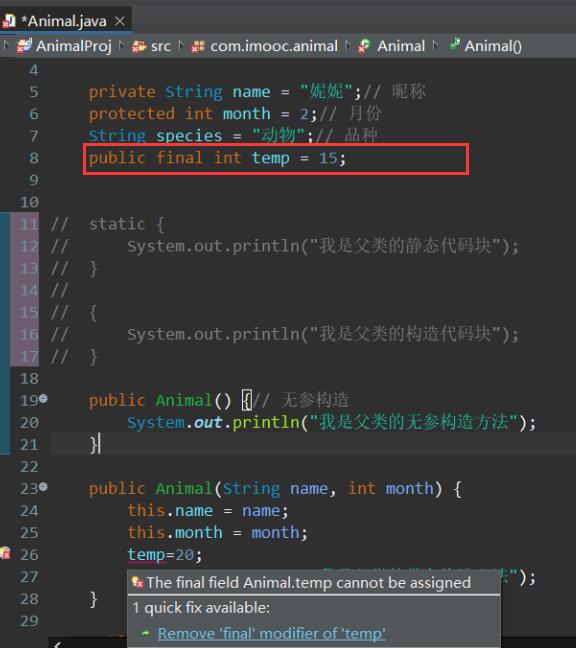 *Animal.java
AnimalProj src com.imooc.animal Animal Animal()
4
5 private String name = "妮妮";// 昵称
6 protected int month = 2;// 月份
7 String species = "动物";// 品种
8 public final int temp = 15;
9
10
11 // static {
12 // System.out.println("我是父类的静态代码块");
13 // }
14 //
15 // {
16 // System.out.println("我是父类的构造代码块");
17 // }
18
19 public Animal() {// 无参构造
20 System.out.println("我是父类的无参构造方法");
21 }
22
23 public Animal(String name, int month) {
24 this.name = name;
25 this.month = month;
26 temp=20;
27 ");
The final field Animal.temp cannot be assigned
28 }
1 quick fix available:
29
Remove 'final' modifier of 'temp'